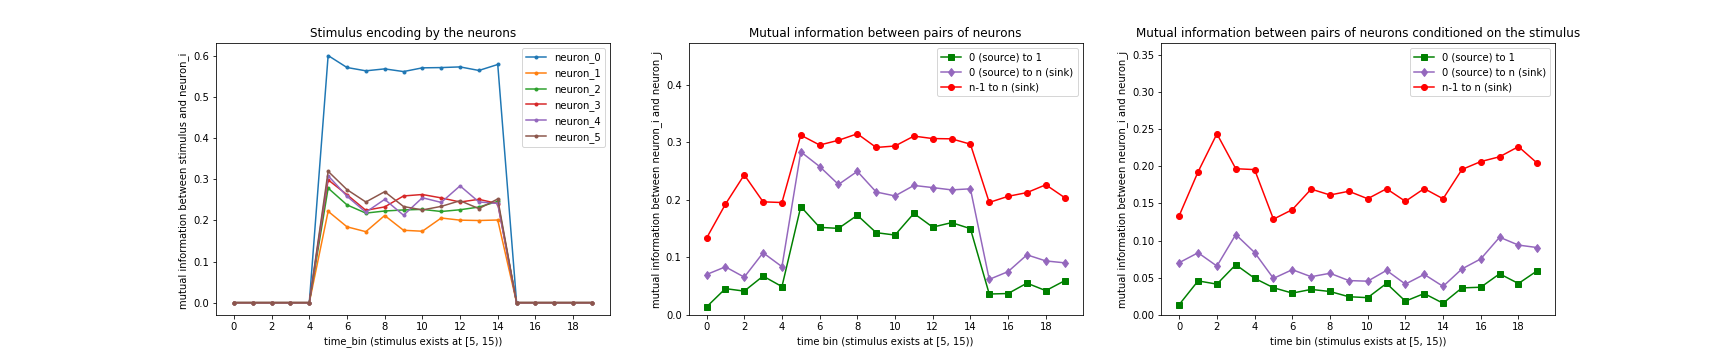 Stimulus encoding by the neurons
mutual information between stimulus and neuron_i
0.6
0.5
0.4
0.3
0.2
0.1
0.0
neuron_0
neuron_1
neuron_2
neuron_3
neuron_4
neuron_5
0 2 4 6 8 10 12 14 16 18
time_bin (stimulus exists at [5, 15))
Mutual information between pairs of neurons
mutual information between neuron_i and neuron_j
0.4
0.3
0.2
0.1
0.0
0 (source) to 1
0 (source) to n (sink)
n-1 to n (sink)
0 2 4 6 8 10 12 14 16 18
time bin (stimulus exists at [5, 15))
Mutual information between pairs of neurons conditioned on the stimulus
mutual information between neuron_i and neuron_j
0.35
0.30
0.25
0.20
0.15
0.10
0.05
0.00
0 (source) to 1
0 (source) to n (sink)
n-1 to n (sink)
0 2 4 6 8 10 12 14 16 18
time bin (stimulus exists at [5, 15))